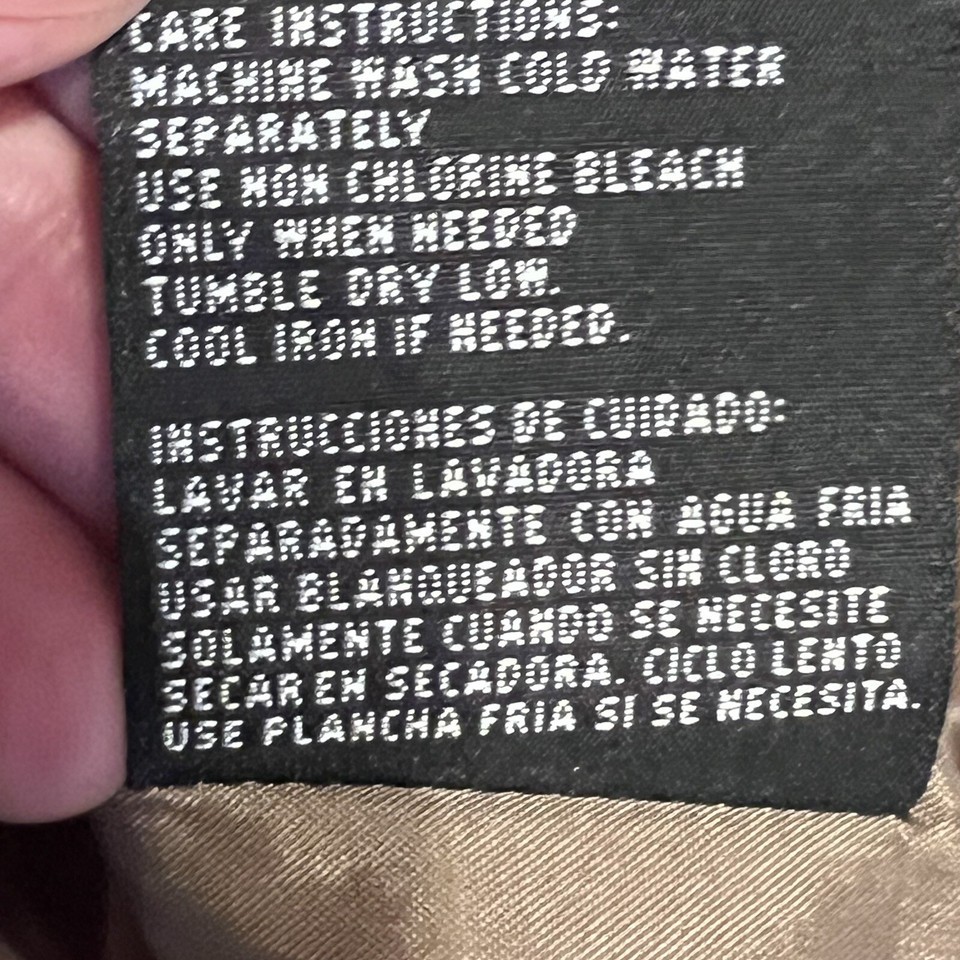 CARE INSTRUCTIONS:
MACHINE WASH COLD WATER
SEPARATELY
USE NON CHLORINE BLEACH
ONLY WHEN NEEDED
TUMBLE DRY LOW.
COOL IRON IF NEEDED.
INSTRUCCIONES DE CUIDADO:
LAVAR EN LAVADORA
SEPARADAMENTE CON AGUA FRIA
USAR BLANQUEADOR SIN CLORO
SOLAMENTE CUANDO SE NECESITE
SECAR EN SECADORA. CICLO LENTO
USE PLANCHA FRIA SI SE NECESITA.